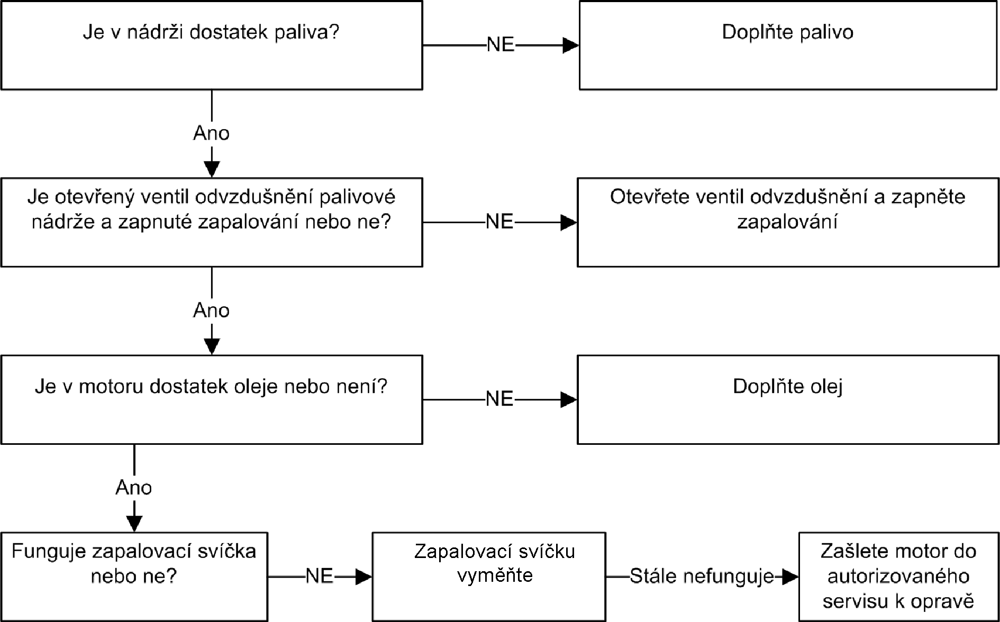 Je v nádrži dostatek paliva?
NE
Doplňte palivo
Ano
Je otevřený ventil odvzdušnění palivové
nádrže a zapnuté zapalování nebo ne?
NE
Otevřete ventil odvzdušnění a zapněte
zapalování
Ano
Je v motoru dostatek oleje nebo není?
NE
Doplňte olej
Ano
Funguje zapalovací svíčka
nebo ne?
NE
Zapalovací svíčku
vyměňte
Stále nefunguje
Zašlete motor do
autorizovaného
servisu k opravě